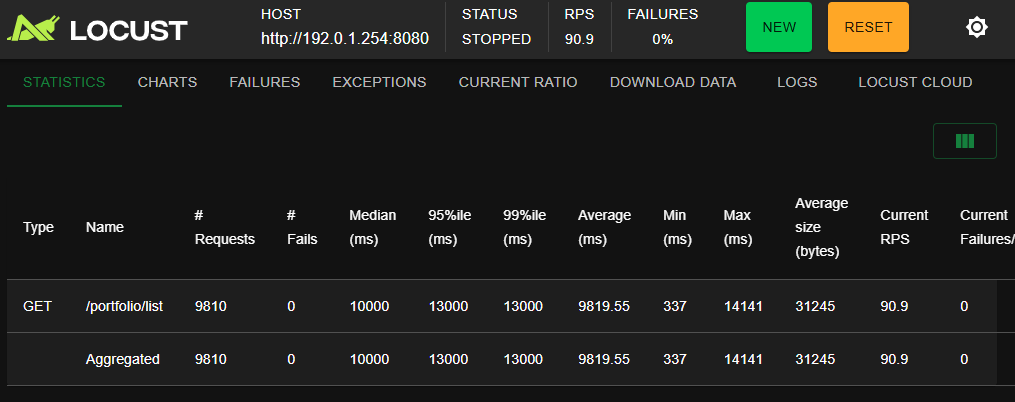 LOCUST
HOST
http://192.0.1.254:8080
STATUS
STOPPED
RPS
90.9
FAILURES
0%
NEW
RESET
STATISTICS CHARTS FAILURES EXCEPTIONS CURRENT RATIO DOWNLOAD DATA LOGS LOCUST CLOUD
Type
Name
#
Requests
#
Fails
Median
(ms)
95%ile
(ms)
99%ile
(ms)
Average
(ms)
Min
(ms)
Max
(ms)
Average
size
(bytes)
Current
RPS
Current
Failures/
GET /portfolio/list 9810 0 10000 13000 13000 9819.55 337 14141 31245 90.9 0
Aggregated 9810 0 10000 13000 13000 9819.55 337 14141 31245 90.9 0